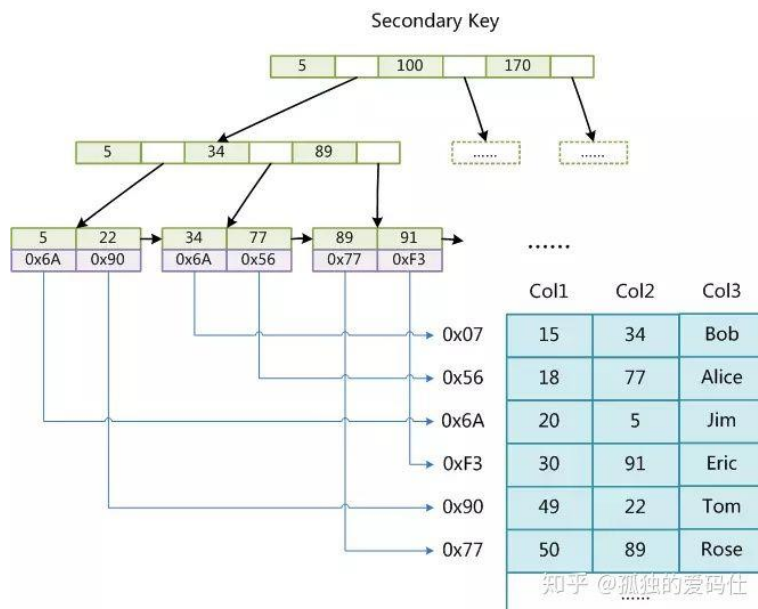 Secondary Key
5 100 170
5 34 89
...... ......
5 22 34 77 89 91
0x6A 0x90 0x6A 0x56 0x77 0xF3
......
Col1 Col2 Col3
0x07 15 34 Bob
0x56 18 77 Alice
0x6A 20 5 Jim
0xF3 30 91 Eric
0x90 49 22 Tom
0x77 50 89 Rose
......
知乎 @孤独的爱码仕